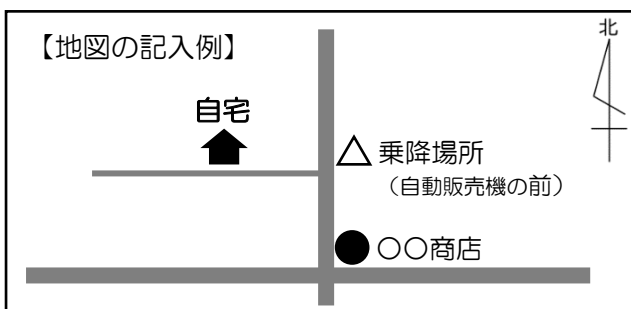 【地図の記入例】
北
自宅
乗降場所
（自動販売機の前）
〇〇商店